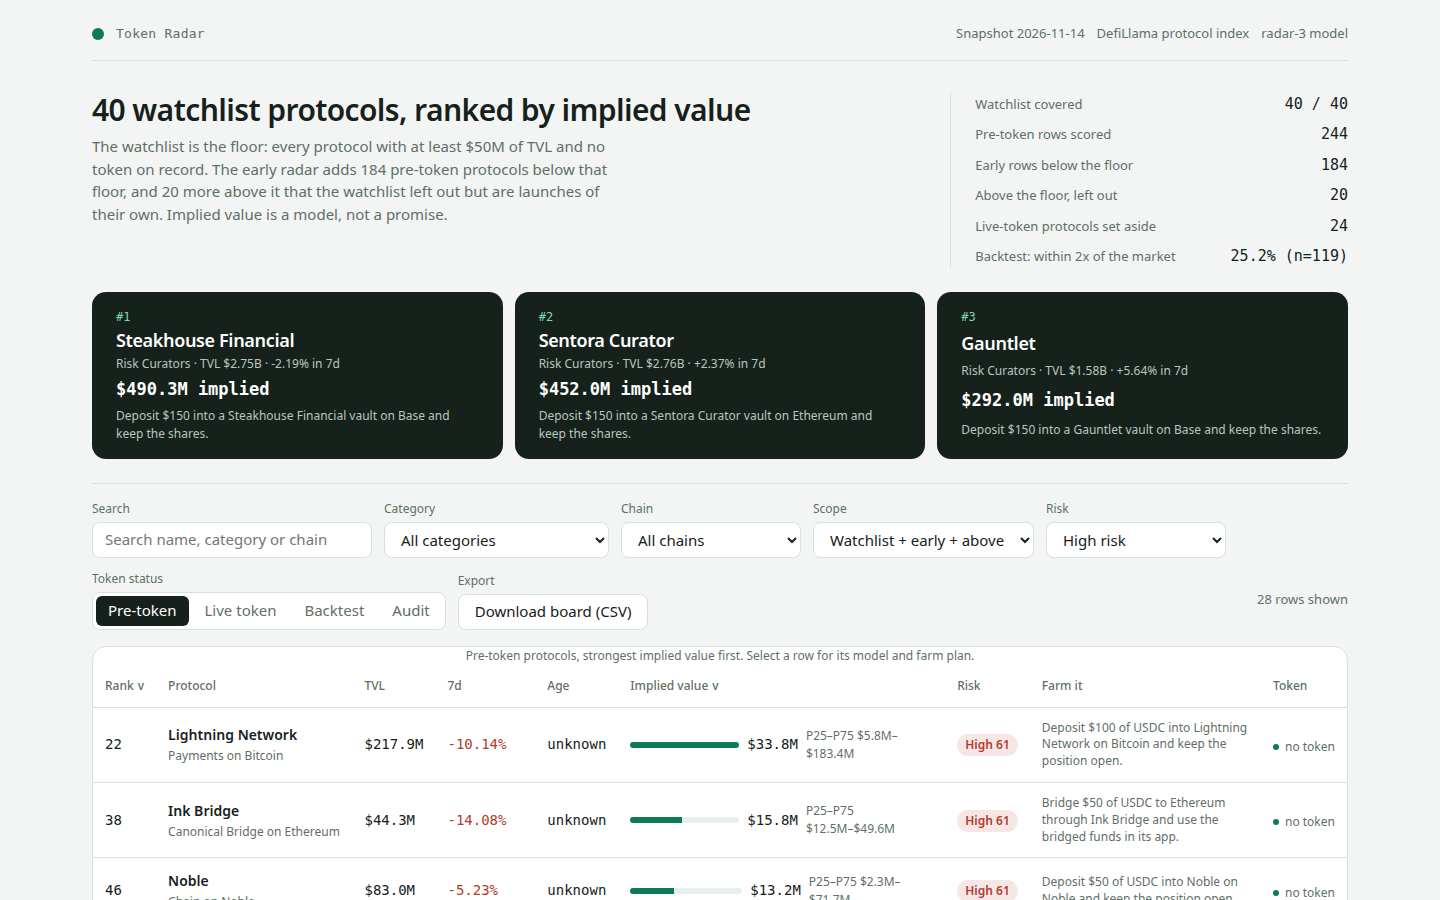 Token Radar
Snapshot 2026-11-14 DefiLlama protocol index radar-3 model
40 watchlist protocols, ranked by implied value
The watchlist is the floor: every protocol with at least $50M of TVL and no
token on record. The early radar adds 184 pre-token protocols below that
floor, and 20 more above it that the watchlist left out but are launches of
their own. Implied value is a model, not a promise.
Watchlist covered 40 / 40
Pre-token rows scored 244
Early rows below the floor 184
Above the floor, left out 20
Live-token protocols set aside 24
Backtest: within 2x of the market 25.2% (n=119)
#1
Steakhouse Financial
Risk Curators · TVL $2.75B · -2.19% in 7d
$490.3M implied
Deposit $150 into a Steakhouse Financial vault on Base and
keep the shares.
#2
Sentora Curator
Risk Curators · TVL $2.76B · +2.37% in 7d
$452.0M implied
Deposit $150 into a Sentora Curator vault on Ethereum and
keep the shares.
#3
Gauntlet
Risk Curators · TVL $1.58B · +5.64% in 7d
$292.0M implied
Deposit $150 into a Gauntlet vault on Base and keep the shares.
Search Category Chain Scope Risk
Search name, category or chain All categories All chains Watchlist + early + above High risk
Token status Export
Pre-token Live token Backtest Audit Download board (CSV) 28 rows shown
Pre-token protocols, strongest implied value first. Select a row for its model and farm plan.
Rank v Protocol TVL 7d Age Implied value v Risk Farm it Token
22
Lightning Network
Payments on Bitcoin
$217.9M -10.14% unknown $33.8M
P25–P75 $5.8M–
$183.4M
High 61
Deposit $100 of USDC into Lightning
Network on Bitcoin and keep the
position open.
no token
38
Ink Bridge
Canonical Bridge on Ethereum
$44.3M -14.08% unknown $15.8M
P25–P75
$12.5M–$49.6M
High 61
Bridge $50 of USDC to Ethereum
through Ink Bridge and use the
bridged funds in its app.
no token
46
Noble
Chain on Noble
$83.0M -5.23% unknown $13.2M
P25–P75 $2.3M–
$71.7M
High 61
Deposit $50 of USDC into Noble on
Noble and keep the position open.
no token